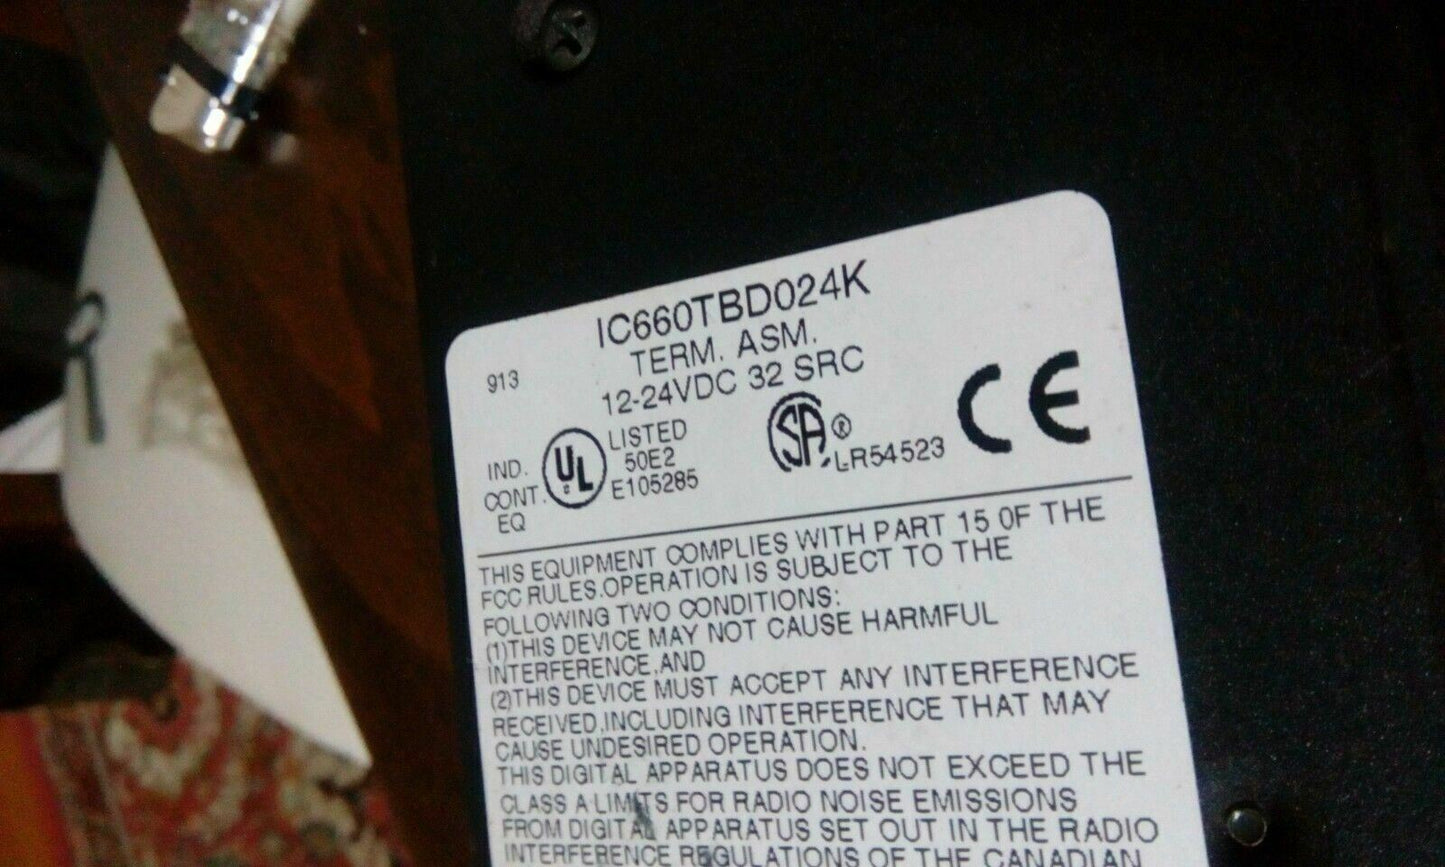 IC660TBD024K
TERM. ASM.
913
12-24VDC 32 SRC
IND.
CONT.
EQ
UL
LISTED
50E2
E105285
SA ®
LR54523
CE
THIS EQUIPMENT COMPLIES WITH PART 15 OF THE
FCC RULES.OPERATION IS SUBJECT TO THE
FOLLOWING TWO CONDITIONS:
(1)THIS DEVICE MAY NOT CAUSE HARMFUL
INTERFERENCE,AND
(2)THIS DEVICE MUST ACCEPT ANY INTERFERENCE
RECEIVED,INCLUDING INTERFERENCE THAT MAY
CAUSE UNDESIRED OPERATION.
THIS DIGITAL APPARATUS DOES NOT EXCEED THE
CLASS A LIMITS FOR RADIO NOISE EMISSIONS
FROM DIGITAL APPARATUS SET OUT IN THE RADIO
INTERFERENCE REGULATIONS OF THE CANADIAN